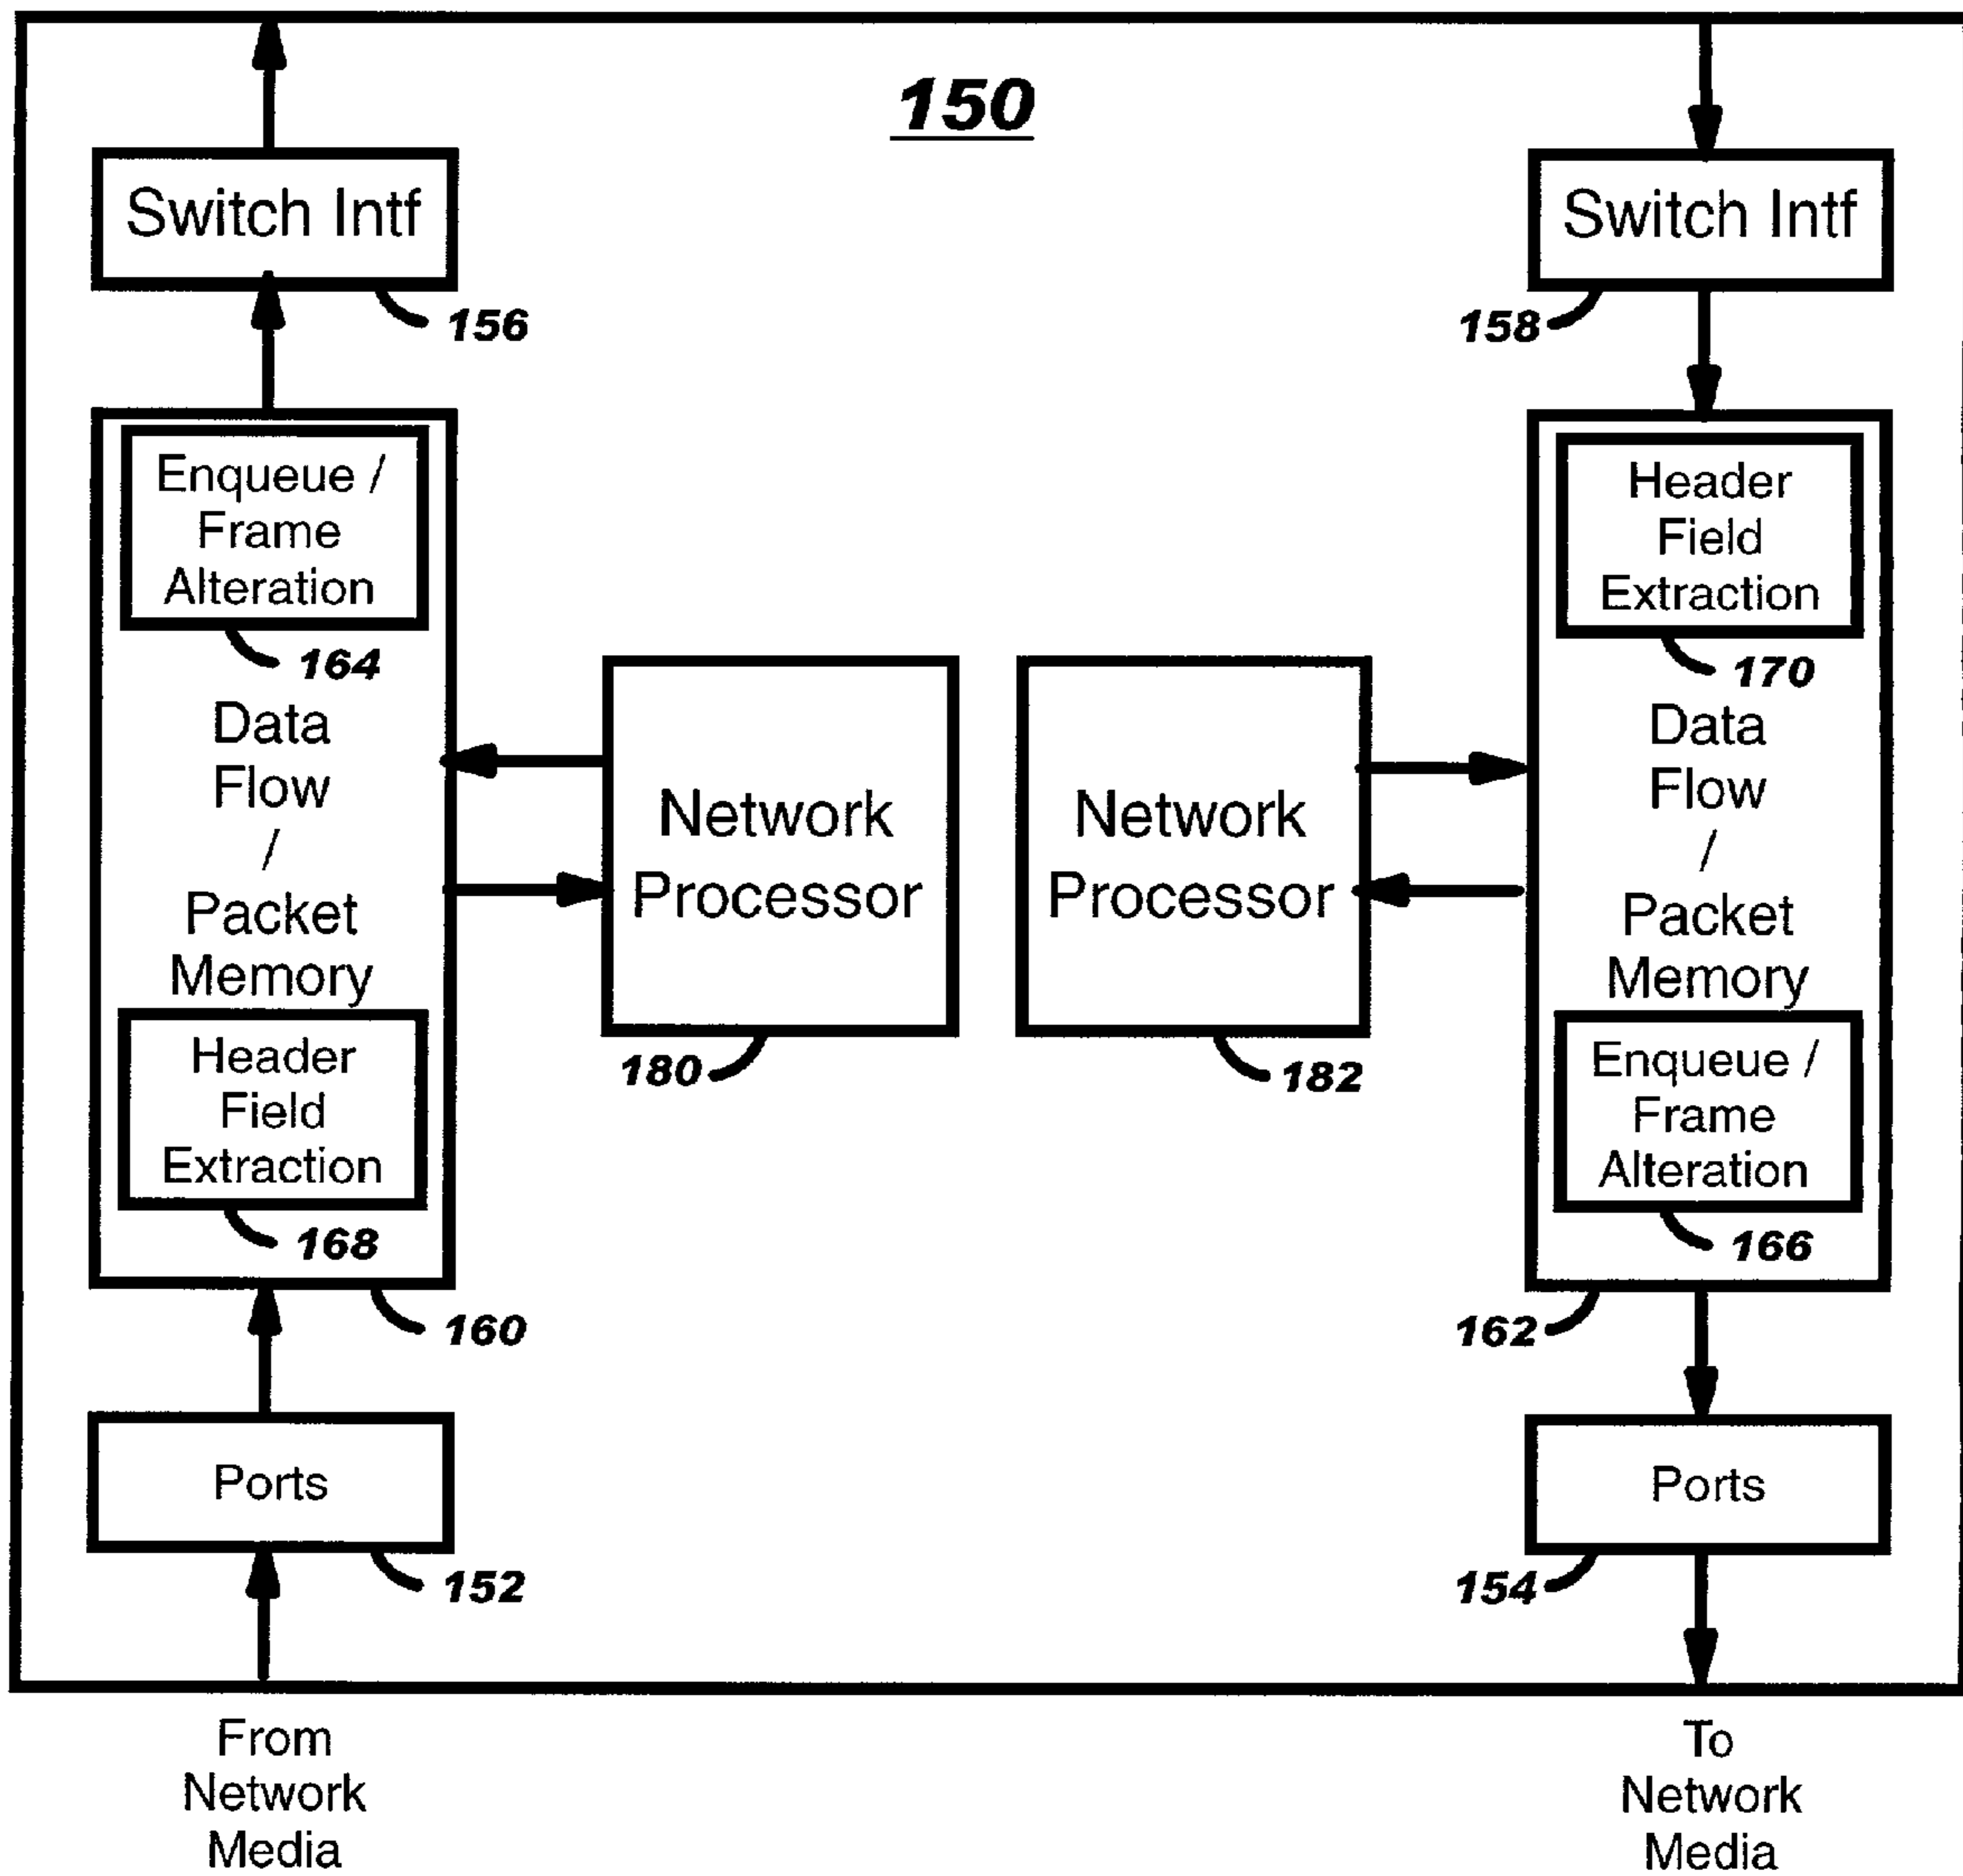 150
Switch Intf
156
Enqueue /
Frame
Alteration
164
Data
Flow
/
Packet
Memory
Header
Field
Extraction
168
160
Ports
152
From
Network
Media
Network
Processor
180
Network
Processor
182
Switch Intf
158
Header
Field
Extraction
170
Data
Flow
/
Packet
Memory
Enqueue /
Frame
Alteration
166
162
Ports
154
To
Network
Media